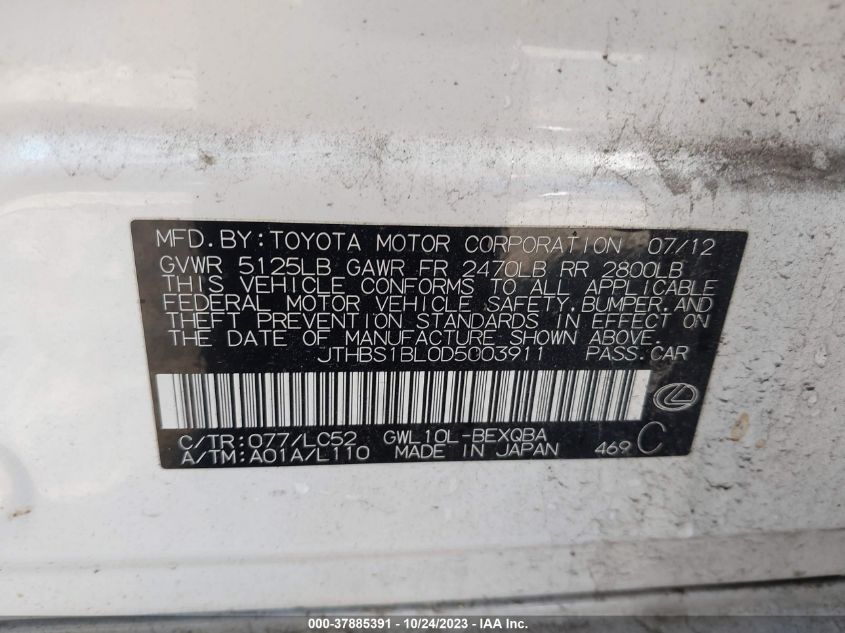 MFD.BY:TOYOTA MOTOR CORPORATION 07/12
GVWR 5125LB GAWR FR 2470LB RR 2800LB
THIS VEHICLE CONFORMS TO ALL APPLICABLE
FEDERAL MOTOR VEHICLE SAFETY, BUMPER, AND
THEFT PREVENTION STANDARDS IN EFFECT ON
THE DATE OF MANUFACTURE SHOWN ABOVE.
JTHBS1BL0D5003911 PASS.CAR
C/TR:077/LC52 GWL10L-BEXQBA
A/TM:A01A/L110 MADE IN JAPAN 469 C
000-37885391 - 10/24/2023 - IAA Inc.